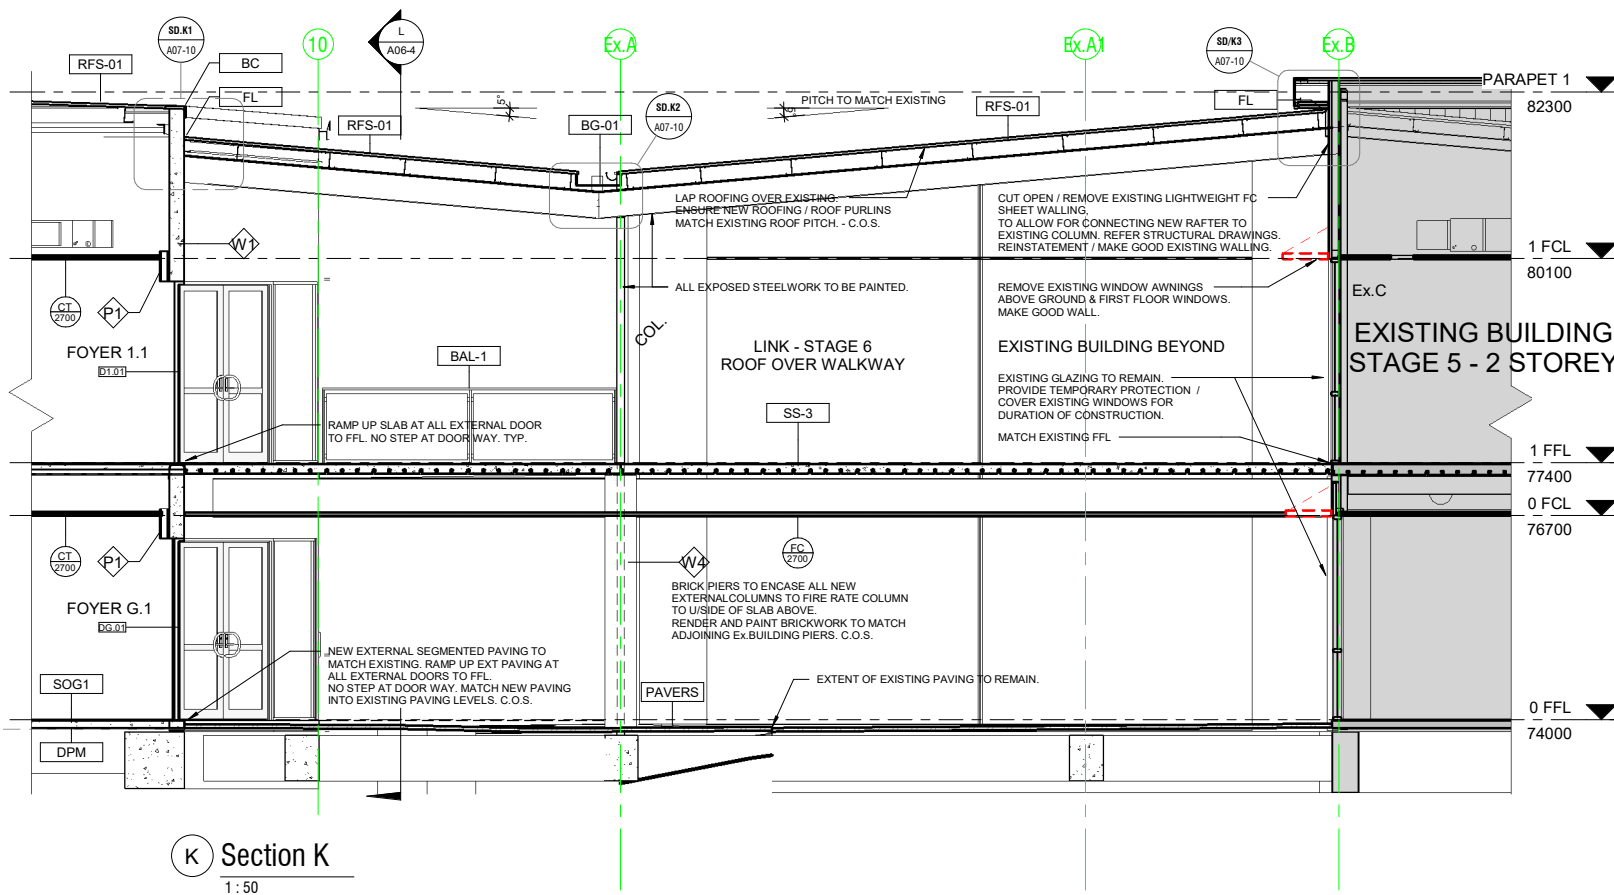 SD.K1
A07-10
10
L
A06-4
Ex.A
Ex.A1
SD/K3
A07-10
Ex.B
RFS-01
BC
FL
PARAPET 1
82300
5°
PITCH TO MATCH EXISTING
5°
RFS-01
FL
SD.K2
A07-10
RFS-01
BG-01
LAP ROOFING OVER EXISTING.
ENSURE NEW ROOFING / ROOF PURLINS
MATCH EXISTING ROOF PITCH. - C.O.S.
CUT OPEN / REMOVE EXISTING LIGHTWEIGHT FC
SHEET WALLING,
TO ALLOW FOR CONNECTING NEW RAFTER TO
EXISTING COLUMN. REFER STRUCTURAL DRAWINGS.
REINSTATEMENT / MAKE GOOD EXISTING WALLING.
W1
1 FCL
80100
ALL EXPOSED STEELWORK TO BE PAINTED.
REMOVE EXISTING WINDOW AWNINGS
ABOVE GROUND & FIRST FLOOR WINDOWS.
MAKE GOOD WALL.
Ex.C
CT
2700
P1
COL.
EXISTING BUILDING
STAGE 5 - 2 STOREY
FOYER 1.1
D1.01
BAL-1
LINK - STAGE 6
ROOF OVER WALKWAY
EXISTING BUILDING BEYOND
EXISTING GLAZING TO REMAIN.
PROVIDE TEMPORARY PROTECTION /
COVER EXISTING WINDOWS FOR
DURATION OF CONSTRUCTION.
SS-3
RAMP UP SLAB AT ALL EXTERNAL DOOR
TO FFL. NO STEP AT DOOR WAY. TYP.
MATCH EXISTING FFL
1 FFL
77400
0 FCL
76700
CT
2700
P1
FC
2700
W4
BRICK PIERS TO ENCASE ALL NEW
EXTERNALCOLUMNS TO FIRE RATE COLUMN
TO U/SIDE OF SLAB ABOVE.
RENDER AND PAINT BRICKWORK TO MATCH
ADJOINING Ex.BUILDING PIERS. C.O.S.
FOYER G.1
DG.01
NEW EXTERNAL SEGMENTED PAVING TO
MATCH EXISTING. RAMP UP EXT PAVING AT
ALL EXTERNAL DOORS TO FFL.
NO STEP AT DOOR WAY. MATCH NEW PAVING
INTO EXISTING PAVING LEVELS. C.O.S.
SOG1
PAVERS
EXTENT OF EXISTING PAVING TO REMAIN.
0 FFL
74000
DPM
K
Section K
1 : 50